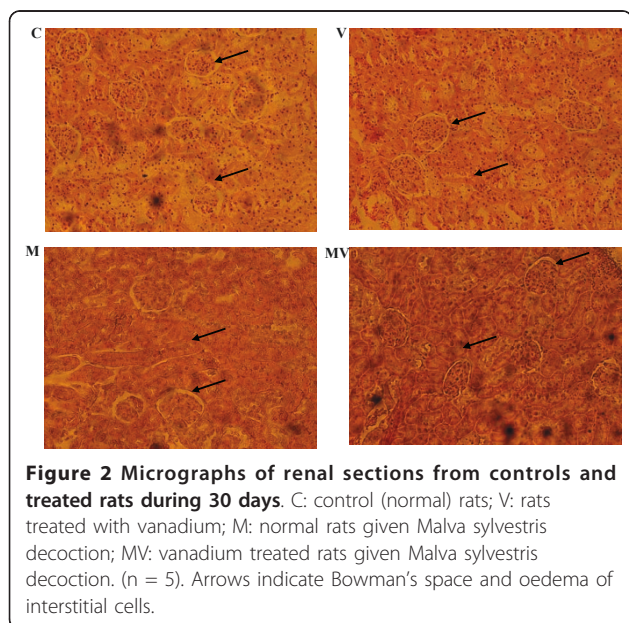 C
V
M
MV
Figure 2 Micrographs of renal sections from controls and
treated rats during 30 days. C: control (normal) rats; V: rats
treated with vanadium; M: normal rats given Malva sylvestris
decoction; MV: vanadium treated rats given Malva sylvestris
decoction. (n = 5). Arrows indicate Bowman's space and oedema of
interstitial cells.